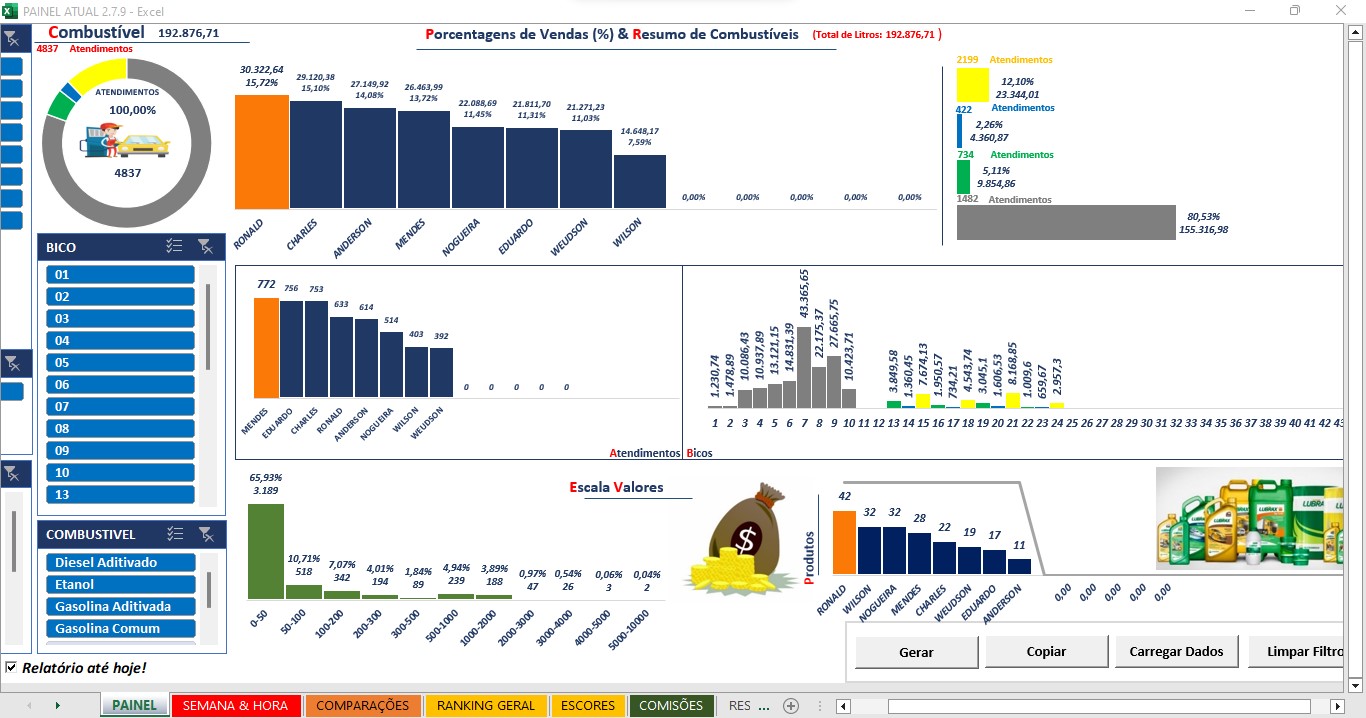 PAINEL ATUAL 2.7.9 - Excel
Combustível 192.876,71
4837 Atendimentos
ATENDIMENTOS
100,00%
4837
Porcentagens de Vendas (%) & Resumo de Combustíveis (Total de Litros: 192.876,71 )
30.322,64 29.120,38 27.149,92 26.463,99 22.088,69 21.811,70 21.271,23 14.648,17
15,72% 15,10% 14,08% 13,72% 11,45% 11,31% 11,03% 7,59% 0,00% 0,00% 0,00% 0,00% 0,00%
RONALD CHARLES ANDERSON MENDES NOGUEIRA EDUARDO WEUDSON WILSON
2199 Atendimentos
12,10%
23.344,01
422 Atendimentos
2,26%
4.360,87
734 Atendimentos
5,11%
9.854,86
1482 Atendimentos
80,53%
155.316,98
BICO
01
02
03
04
05
06
07
08
09
10
13
772 756 753 633 614 514 403 392 0 0 0 0 0
MENDES EDUARDO CHARLES RONALD ANDERSON NOGUEIRA WILSON WEUDSON
Atendimentos
1.230,74 1.478,89 10.086,43 10.937,89 13.121,15 14.831,39 43.365,65 22.175,37 27.665,75 10.423,71 3.849,58 1.360,45 7.674,13 1.950,57 734,21 4.543,74 3.045,1 1.606,53 8.168,85 1.009,6 659,67 2.957,3
1 2 3 4 5 6 7 8 9 10 11 12 13 14 15 16 17 18 19 20 21 22 23 24 25 26 27 28 29 30 31 32 33 34 35 36 37 38 39 40 41 42 43
Bicos
COMBUSTIVEL
Diesel Aditivado
Etanol
Gasolina Aditivada
Gasolina Comum
Escala Valores
65,93% 10,71% 7,07% 4,01% 1,84% 4,94% 3,89% 0,97% 0,54% 0,06% 0,04%
3.189 518 342 194 89 239 188 47 26 3 2
0-50 50-100 100-200 200-300 300-500 500-1000 1000-2000 2000-3000 3000-4000 4000-5000 5000-10000
$
Produtos
42 32 32 28 22 19 17 11
RONALD WILSON NOGUEIRA MENDES CHARLES WEUDSON EDUARDO ANDERSON 0,00 0,00 0,00 0,00 0,00
LUBRAX
LUBRAX
Gerar Copiar Carregar Dados Limpar Filtro
Relatório até hoje!
PAINEL SEMANA & HORA COMPARAÇÕES RANKING GERAL ESCORES COMISÕES RES ...